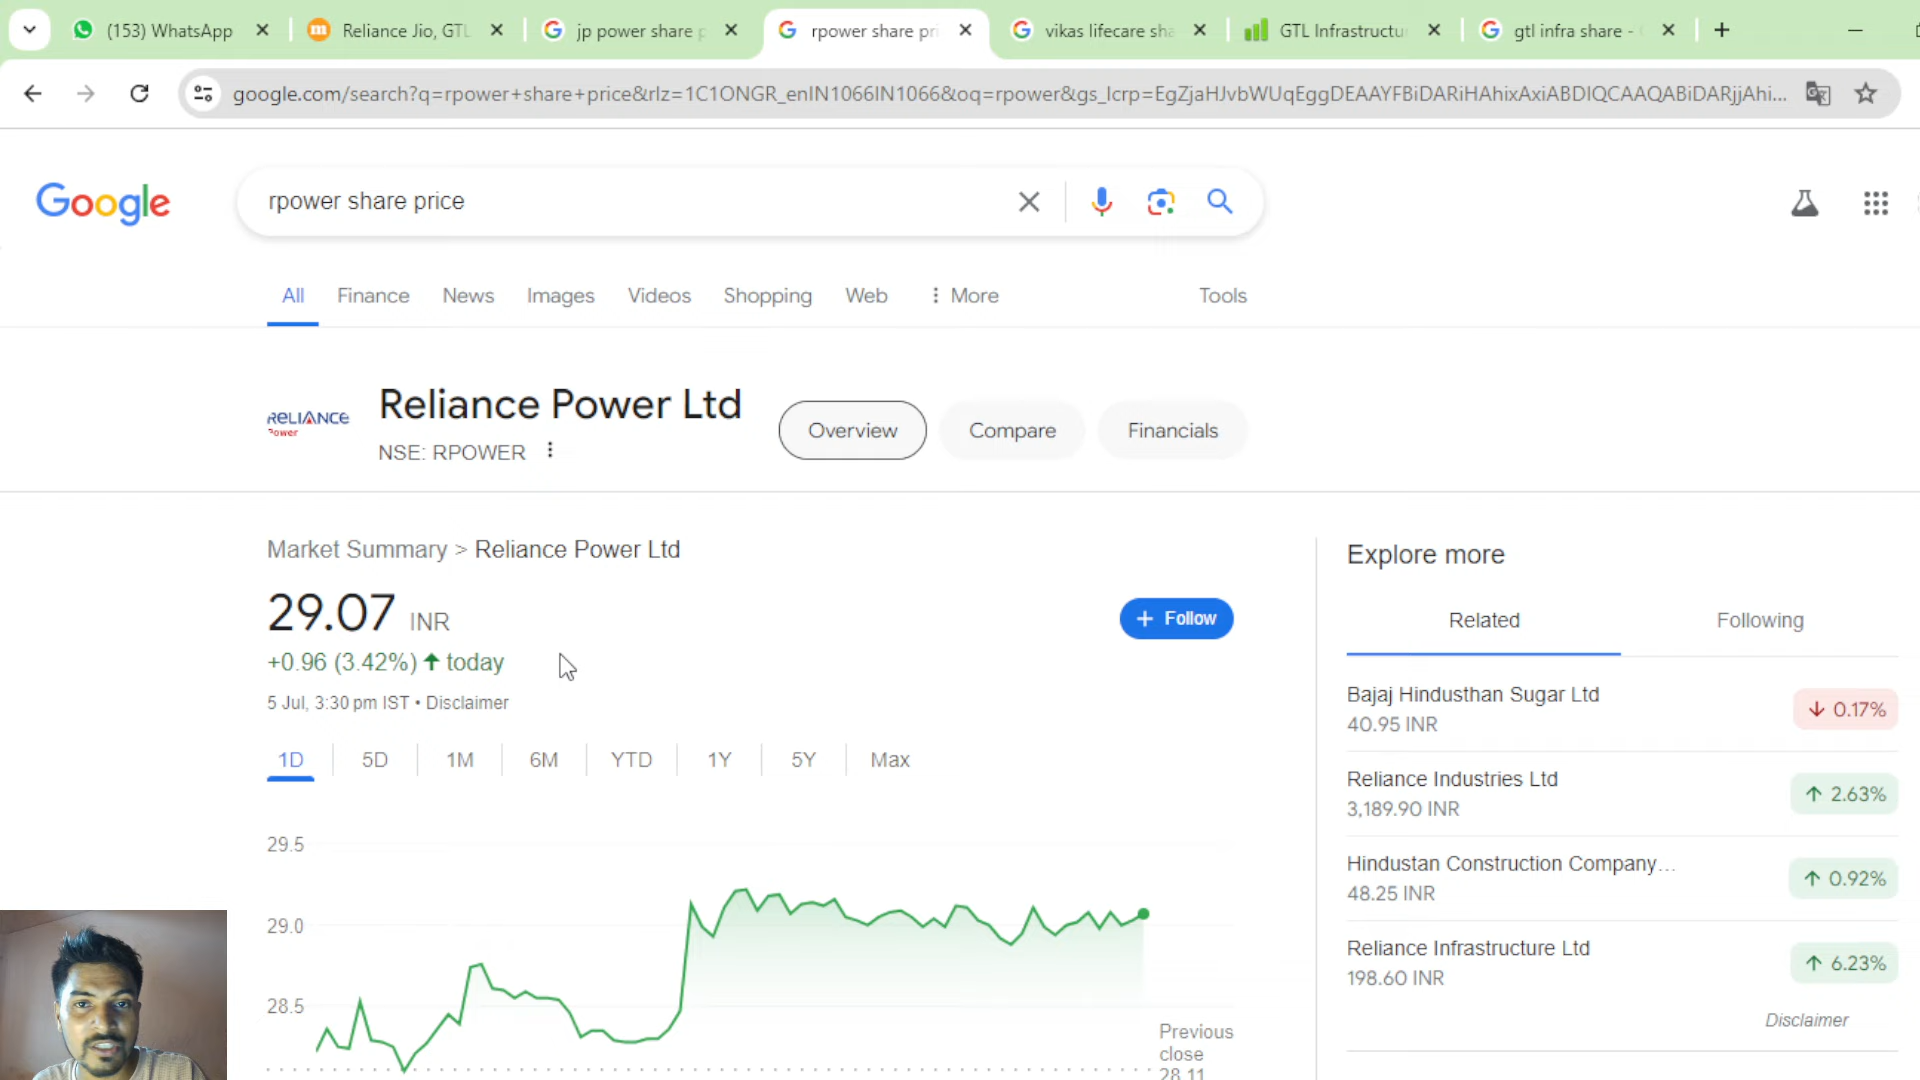 (153) WhatsApp
Reliance Jio, GTL
jp power share p
rpower share pri
vikas lifecare sha
GTL Infrastructu
gtl infra share -
google.com/search?q=rpower+share+price&rlz=1C1ONGR_enIN1066IN1066&oq=rpower&gs_lcrp=EgZjaHJvbWUqEggDEAAYFBiDARiHAhixAxiABDIQCAAQABiDARjjAhi...
Google
rpower share price
All
Finance
News
Images
Videos
Shopping
Web
More
Tools
RELIANCE
Power
Reliance Power Ltd
NSE: RPOWER
Overview
Compare
Financials
Market Summary > Reliance Power Ltd
29.07 INR
+0.96 (3.42%) ↑ today
5 Jul, 3:30 pm IST • Disclaimer
Follow
1D
5D
1M
6M
YTD
1Y
5Y
Max
29.5
29.0
28.5
Previous
close
28.11
Explore more
Related
Following
Bajaj Hindusthan Sugar Ltd
40.95 INR
↓ 0.17%
Reliance Industries Ltd
3,189.90 INR
↑ 2.63%
Hindustan Construction Company...
48.25 INR
↑ 0.92%
Reliance Infrastructure Ltd
198.60 INR
↑ 6.23%
Disclaimer